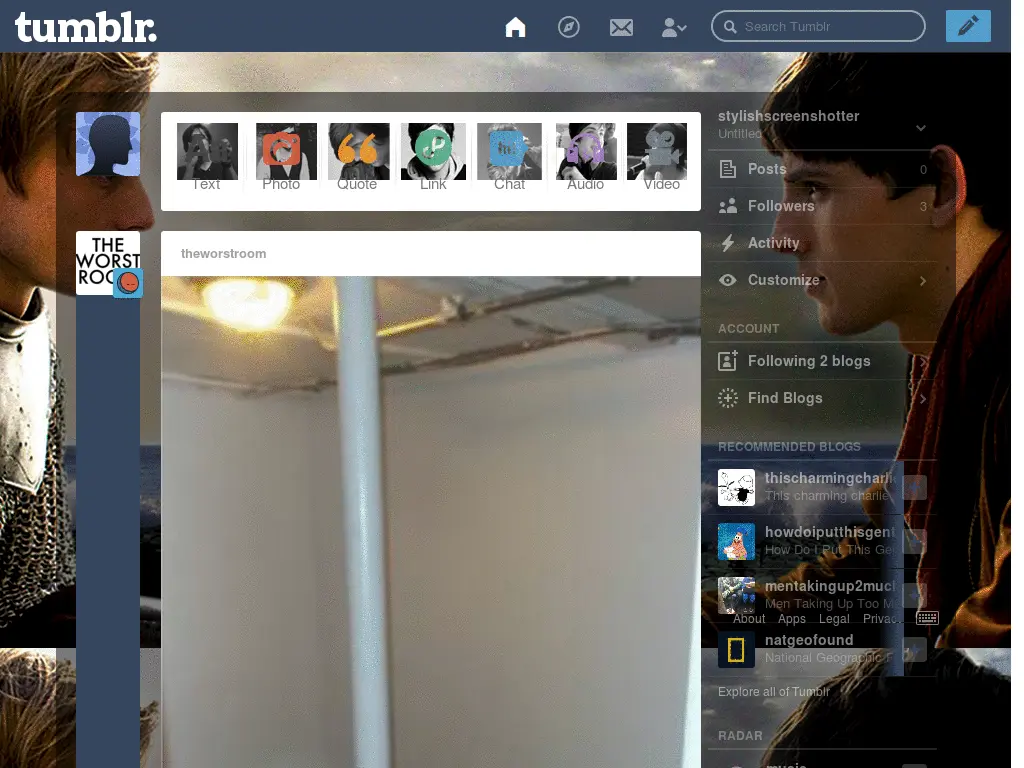 tumblr.
Search Tumblr
Text
Photo
Quote
Link
Chat
Audio
Video
THE
WORST
theworstroom
stylishscreenshotter
Untitled
Posts 0
Followers 3
Activity
Customize
ACCOUNT
Following 2 blogs
Find Blogs
RECOMMENDED BLOGS
thischarmingcharli
This charming charlie
howdoiputthisgent
How Do I Put This Ge
mentakingup2mucl
Men Taking Up Too M
About Apps Legal Privac
natgeofound
National Geographic F
Explore all of Tumblr
RADAR
music